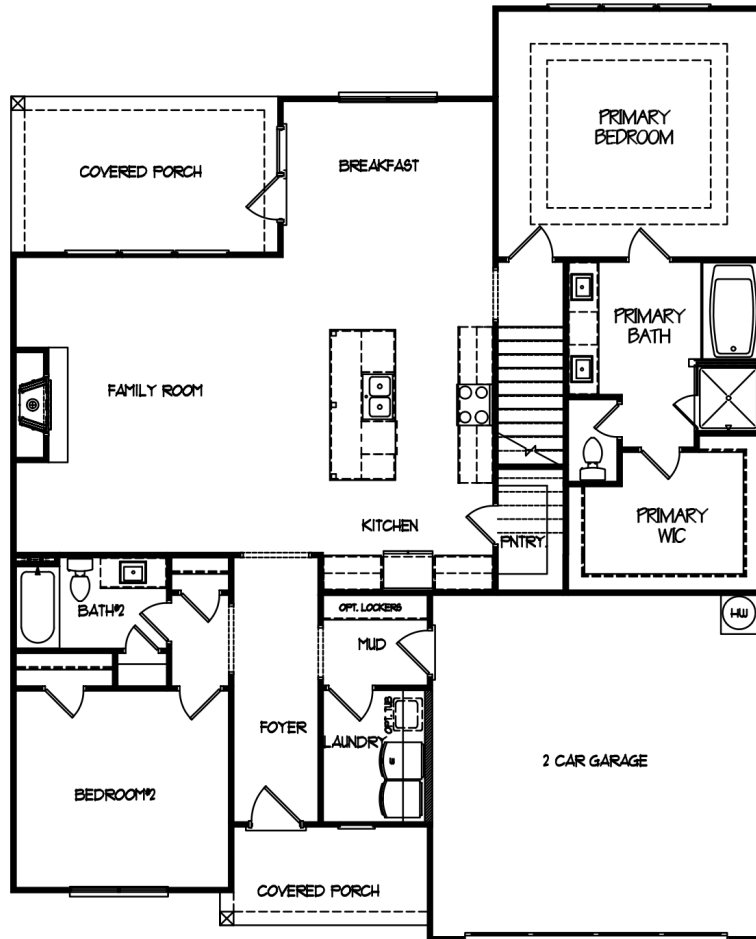 PRIMARY
BEDROOM
COVERED PORCH
BREAKFAST
PRIMARY
BATH
FAMILY ROOM
KITCHEN
PNTRY.
PRIMARY
WIC
BATH#2
OPT. LOCKERS
MUD
HW
OPT. TUB
FOYER
LAUNDRY
2 CAR GARAGE
BEDROOM#2
COVERED PORCH